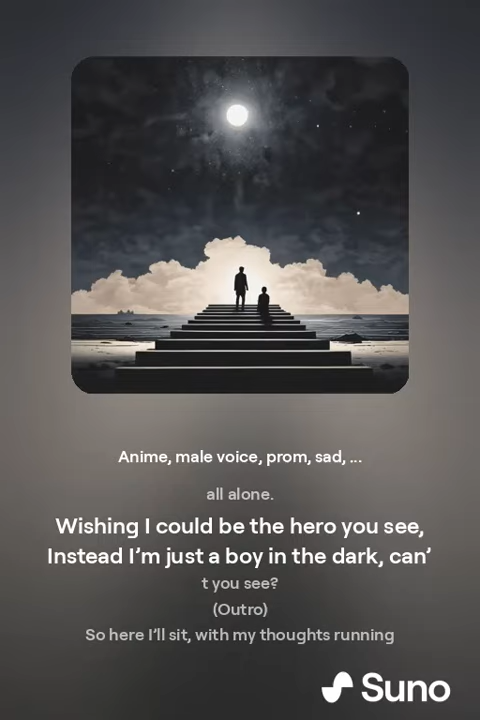 Anime, male voice, prom, sad, ...
all alone.
Wishing I could be the hero you see,
Instead I’m just a boy in the dark, can’
t you see?
(Outro)
So here I’ll sit, with my thoughts running
Suno